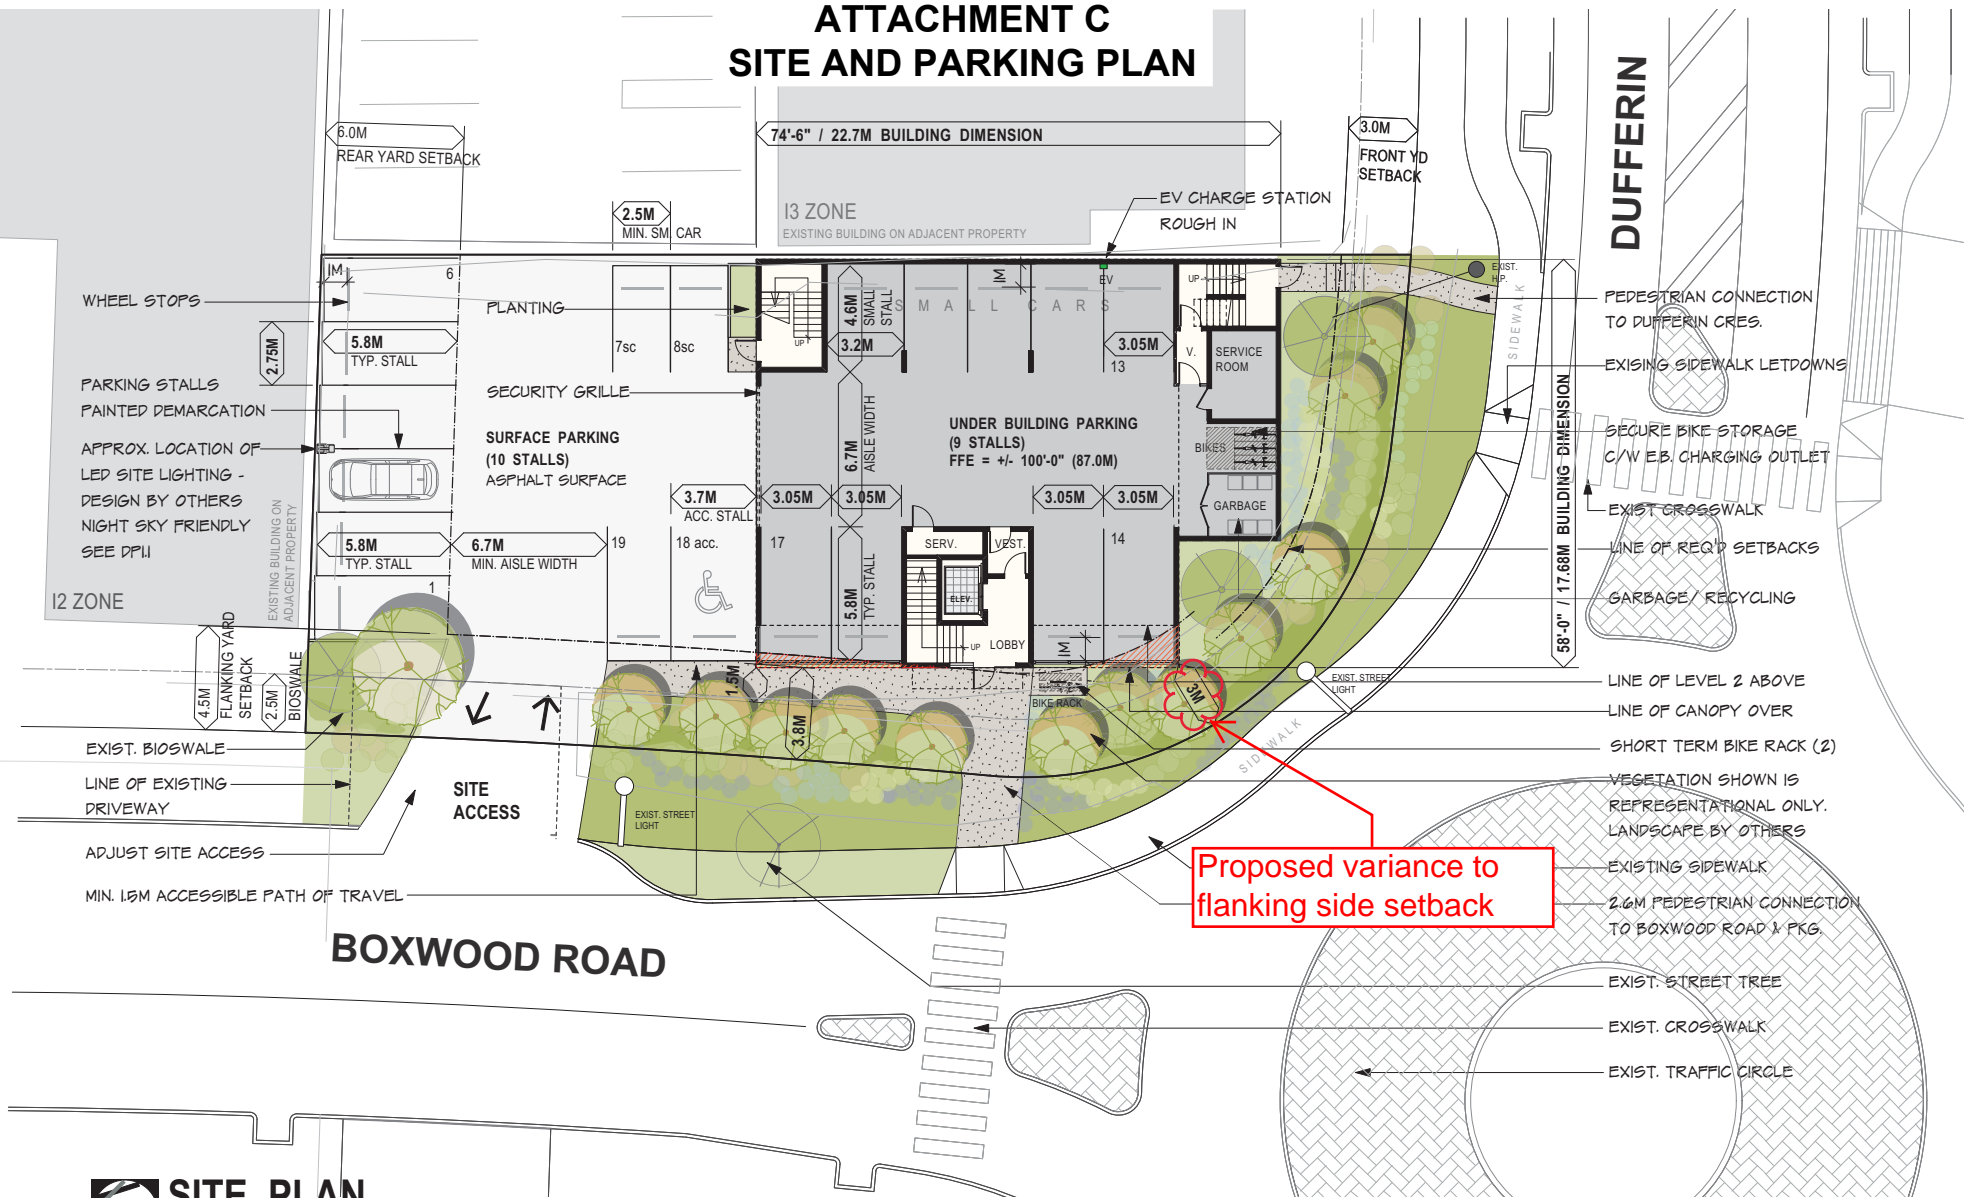 ATTACHMENT C
SITE AND PARKING PLAN
DUFFERIN
6.0M
REAR YARD SETBACK
74'-6" / 22.7M BUILDING DIMENSION
3.0M
FRONT YD
SETBACK
2.5M
MIN. SM. CAR
I3 ZONE
EXISTING BUILDING ON ADJACENT PROPERTY
EV CHARGE STATION
ROUGH IN
1M
6
WHEEL STOPS
PLANTING
2.75M
5.8M
TYP. STALL
7sc
8sc
UP
4.6M
SMALL
STALL
SMALL CARS
1M
EV
3.2M
3.05M
13
UP
V.
SERVICE
ROOM
EXIST.
H.P.
SIDEWALK
PEDESTRIAN CONNECTION
TO DUFFERIN CRES.
EXISING SIDEWALK LETDOWNS
PARKING STALLS
PAINTED DEMARCATION
SECURITY GRILLE
APPROX. LOCATION OF
LED SITE LIGHTING -
DESIGN BY OTHERS
NIGHT SKY FRIENDLY
SEE DP1.1
SURFACE PARKING
(10 STALLS)
ASPHALT SURFACE
6.7M
AISLE WIDTH
UNDER BUILDING PARKING
(9 STALLS)
FFE = +/- 100'-0" (87.0M)
BIKES
58'-0" / 17.68M BUILDING DIMENSION
SECURE BIKE STORAGE
C/W E.B. CHARGING OUTLET
EXIST CROSSWALK
LINE OF REQ'D SETBACKS
GARBAGE/ RECYCLING
EXISTING BUILDING ON
ADJACENT PROPERTY
3.7M
ACC. STALL
3.05M
3.05M
3.05M
3.05M
GARBAGE
5.8M
TYP. STALL
6.7M
MIN. AISLE WIDTH
19
18 acc.
17
14
SERV.
VEST.
ELEV.
5.8M
TYP. STALL
I2 ZONE
1
UP
LOBBY
1M
4.5M
FLANKING YARD
SETBACK
2.5M
BIOSWALE
1.5M
3.8M
BIKE RACK
3M
EXIST. STREET
LIGHT
LINE OF LEVEL 2 ABOVE
LINE OF CANOPY OVER
SHORT TERM BIKE RACK (2)
VEGETATION SHOWN IS
REPRESENTATIONAL ONLY.
LANDSCAPE BY OTHERS
EXIST. BIOSWALE
LINE OF EXISTING
DRIVEWAY
SITE
ACCESS
EXIST. STREET
LIGHT
SIDEWALK
ADJUST SITE ACCESS
MIN. 1.5M ACCESSIBLE PATH OF TRAVEL
Proposed variance to
flanking side setback
EXISTING SIDEWALK
2.6M PEDESTRIAN CONNECTION
TO BOXWOOD ROAD & PKG.
BOXWOOD ROAD
EXIST. STREET TREE
EXIST. CROSSWALK
EXIST. TRAFFIC CIRCLE
SITE PLAN